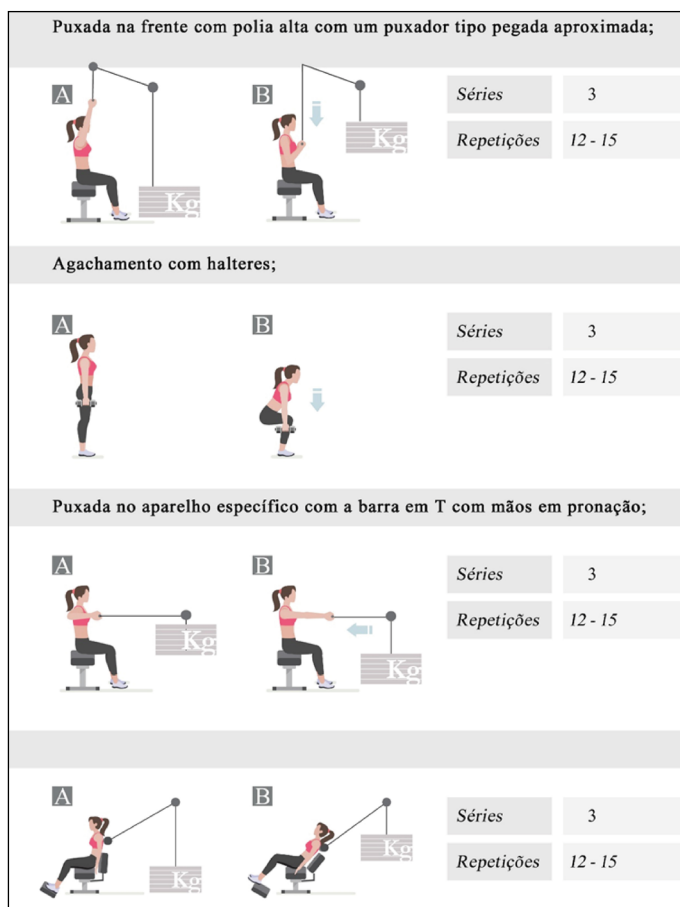 Puxada na frente com polia alta com um puxador tipo pegada aproximada;
A
B
Kg
Kg
Séries 3
Repetições 12 - 15
Agachamento com halteres;
A
B
Séries 3
Repetições 12 - 15
Puxada no aparelho específico com a barra em T com mãos em pronação;
A
B
Kg
Kg
Séries 3
Repetições 12 - 15
A
B
Kg
Kg
Séries 3
Repetições 12 - 15